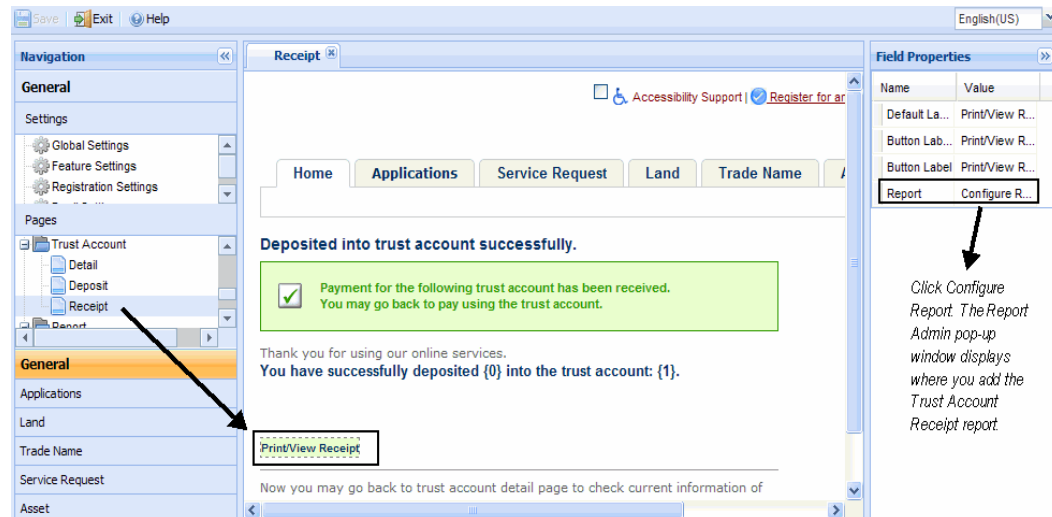 Save Exit Help English(US)
Navigation
General
Settings
Global Settings
Feature Settings
Registration Settings
Pages
Trust Account
Detail
Deposit
Receipt
Report
General
Applications
Land
Trade Name
Service Request
Asset
Receipt
Accessibility Support | Register for an
Home Applications Service Request Land Trade Name
Deposited into trust account successfully.
Payment for the following trust account has been received.
You may go back to pay using the trust account.
Thank you for using our online services.
You have successfully deposited {0} into the trust account: {1}.
Print/View Receipt
Now you may go back to trust account detail page to check current information of
Field Properties
Name Value
Default La... Print/View R...
Button Lab... Print/View R...
Button Label Print/View R...
Report Configure R...
Click Configure
Report. The Report
Admin pop-up
window displays
where you add the
Trust Account
Receipt report.